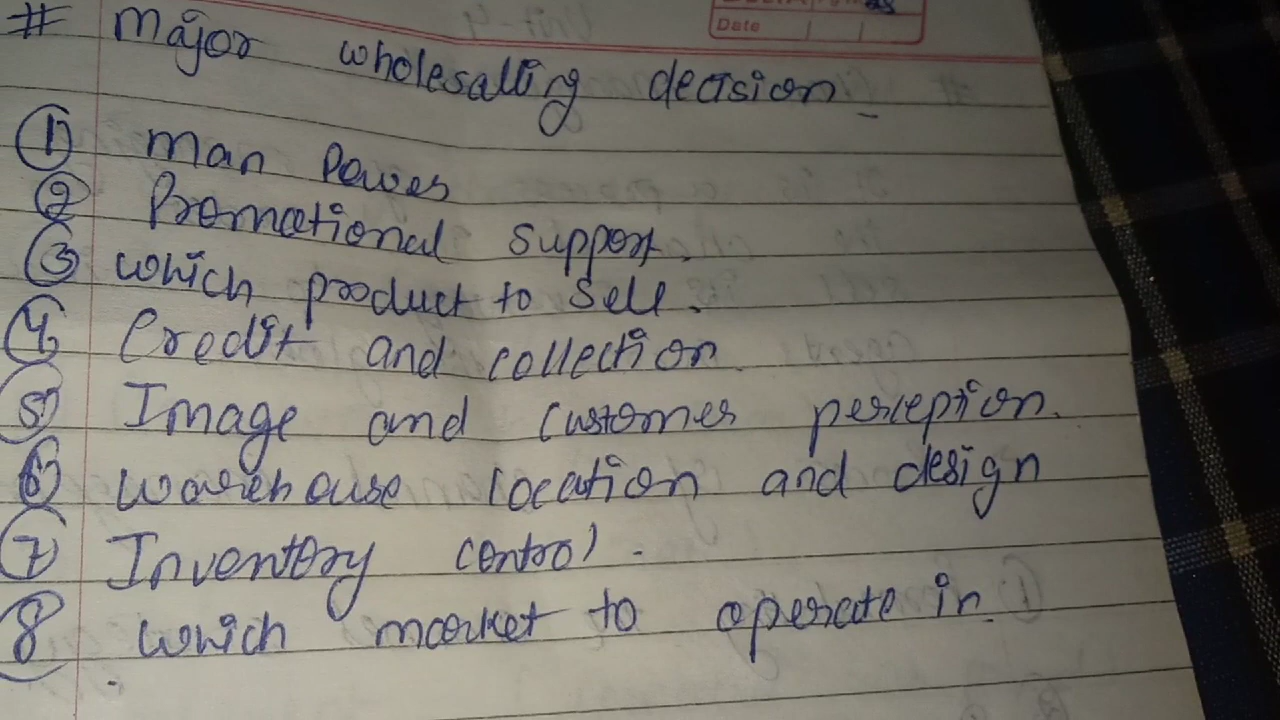 Date
# Major wholesalling decision
① Man Power
② Promotional support.
③ which product to sell.
④ Credit and collection
⑤ Image and customer perception.
⑥ warehouse location and design
⑦ Inventory control.
⑧ which market to operate in.